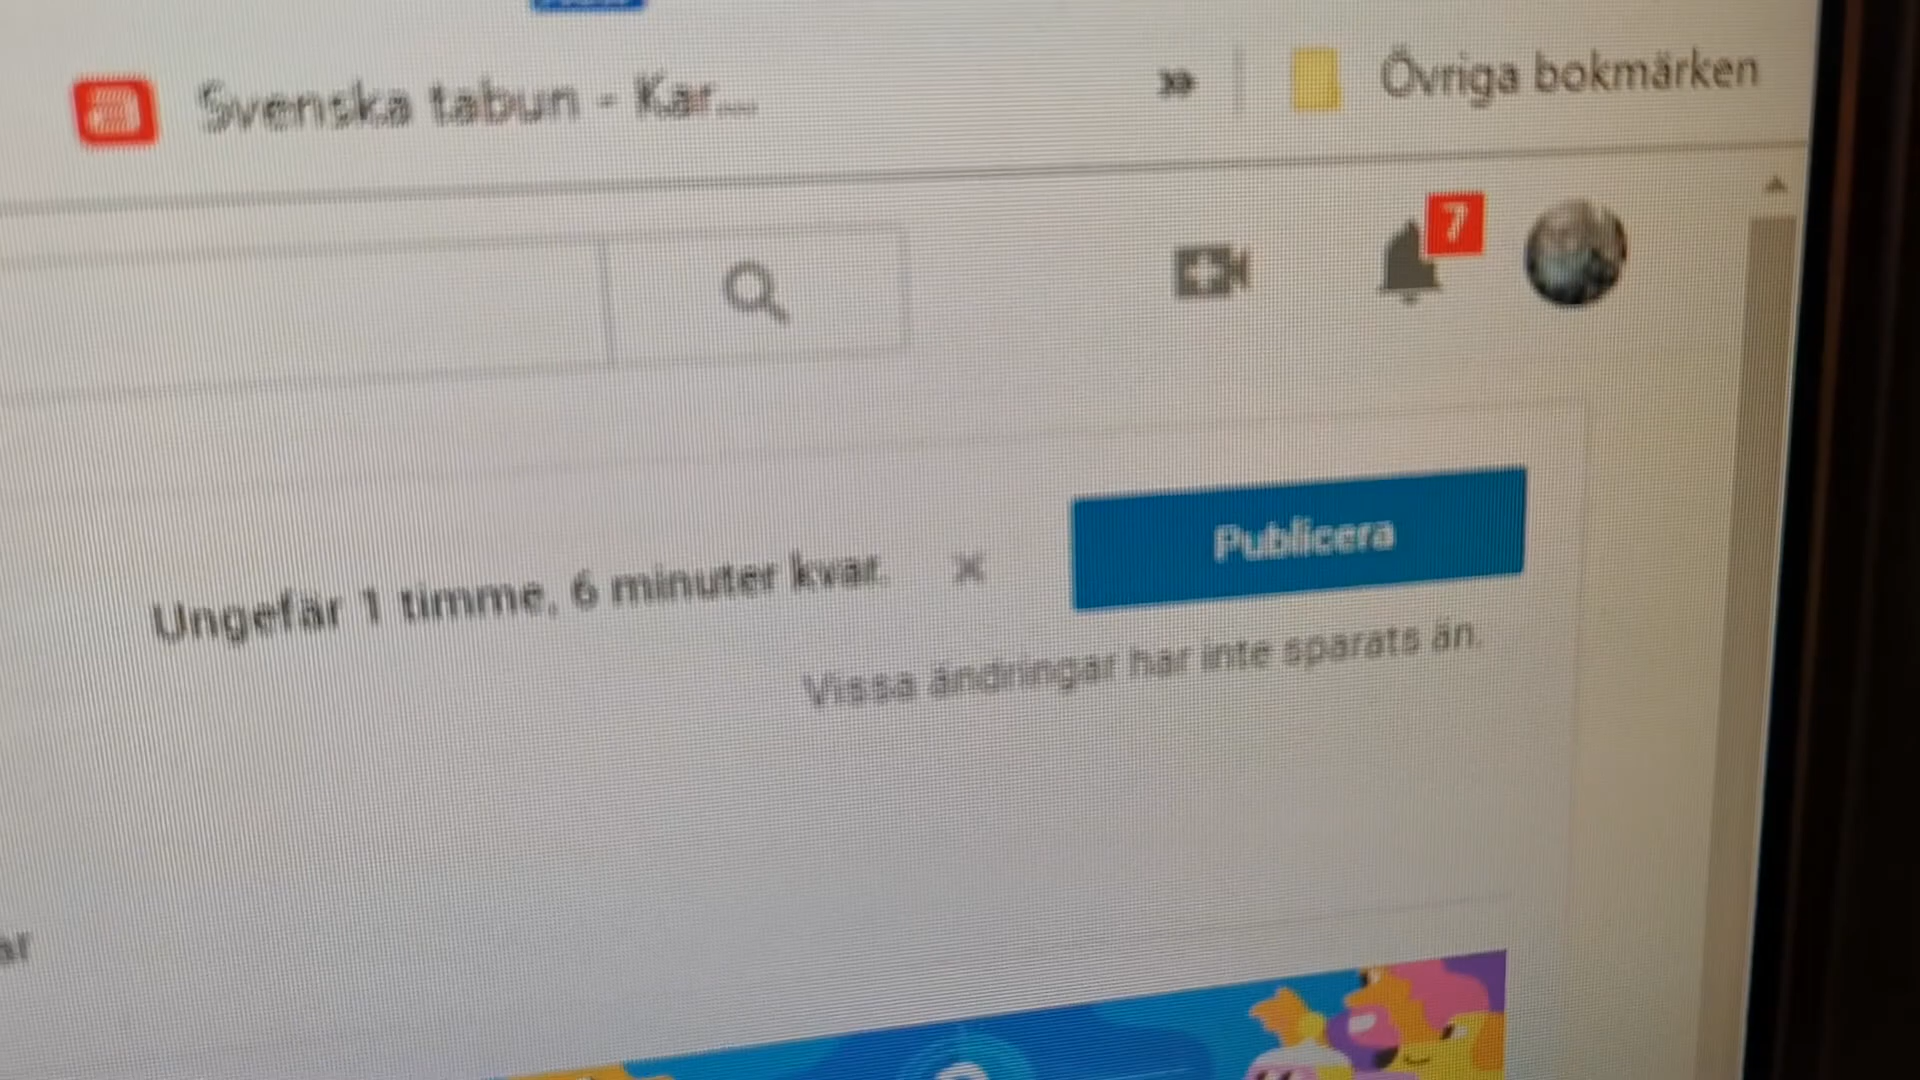 Svenska tabun - Kar...
» Övriga bokmärken
7
Ungefär 1 timme, 6 minuter kvar.
Publicera
Vissa ändringar har inte sparats än.
ar